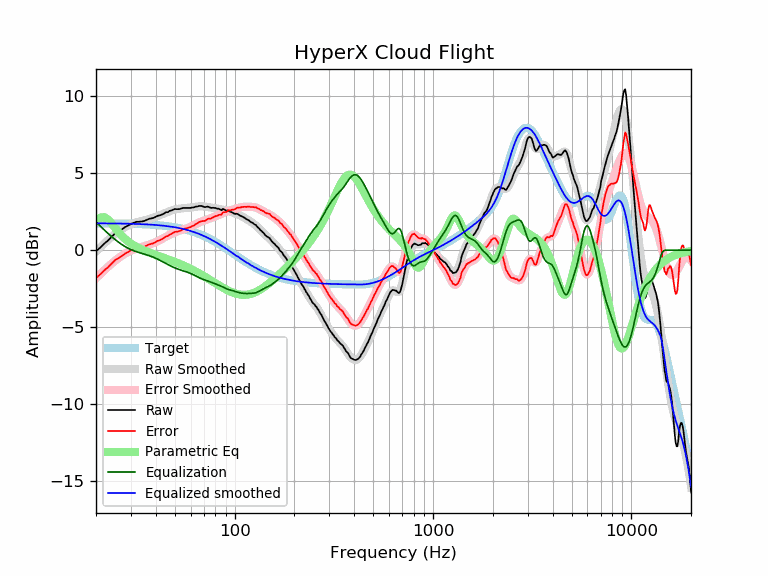 HyperX Cloud Flight
Amplitude (dBr)
10
5
0
−5
−10
−15
Target
Raw Smoothed
Error Smoothed
Raw
Error
Parametric Eq
Equalization
Equalized smoothed
100
1000
10000
Frequency (Hz)